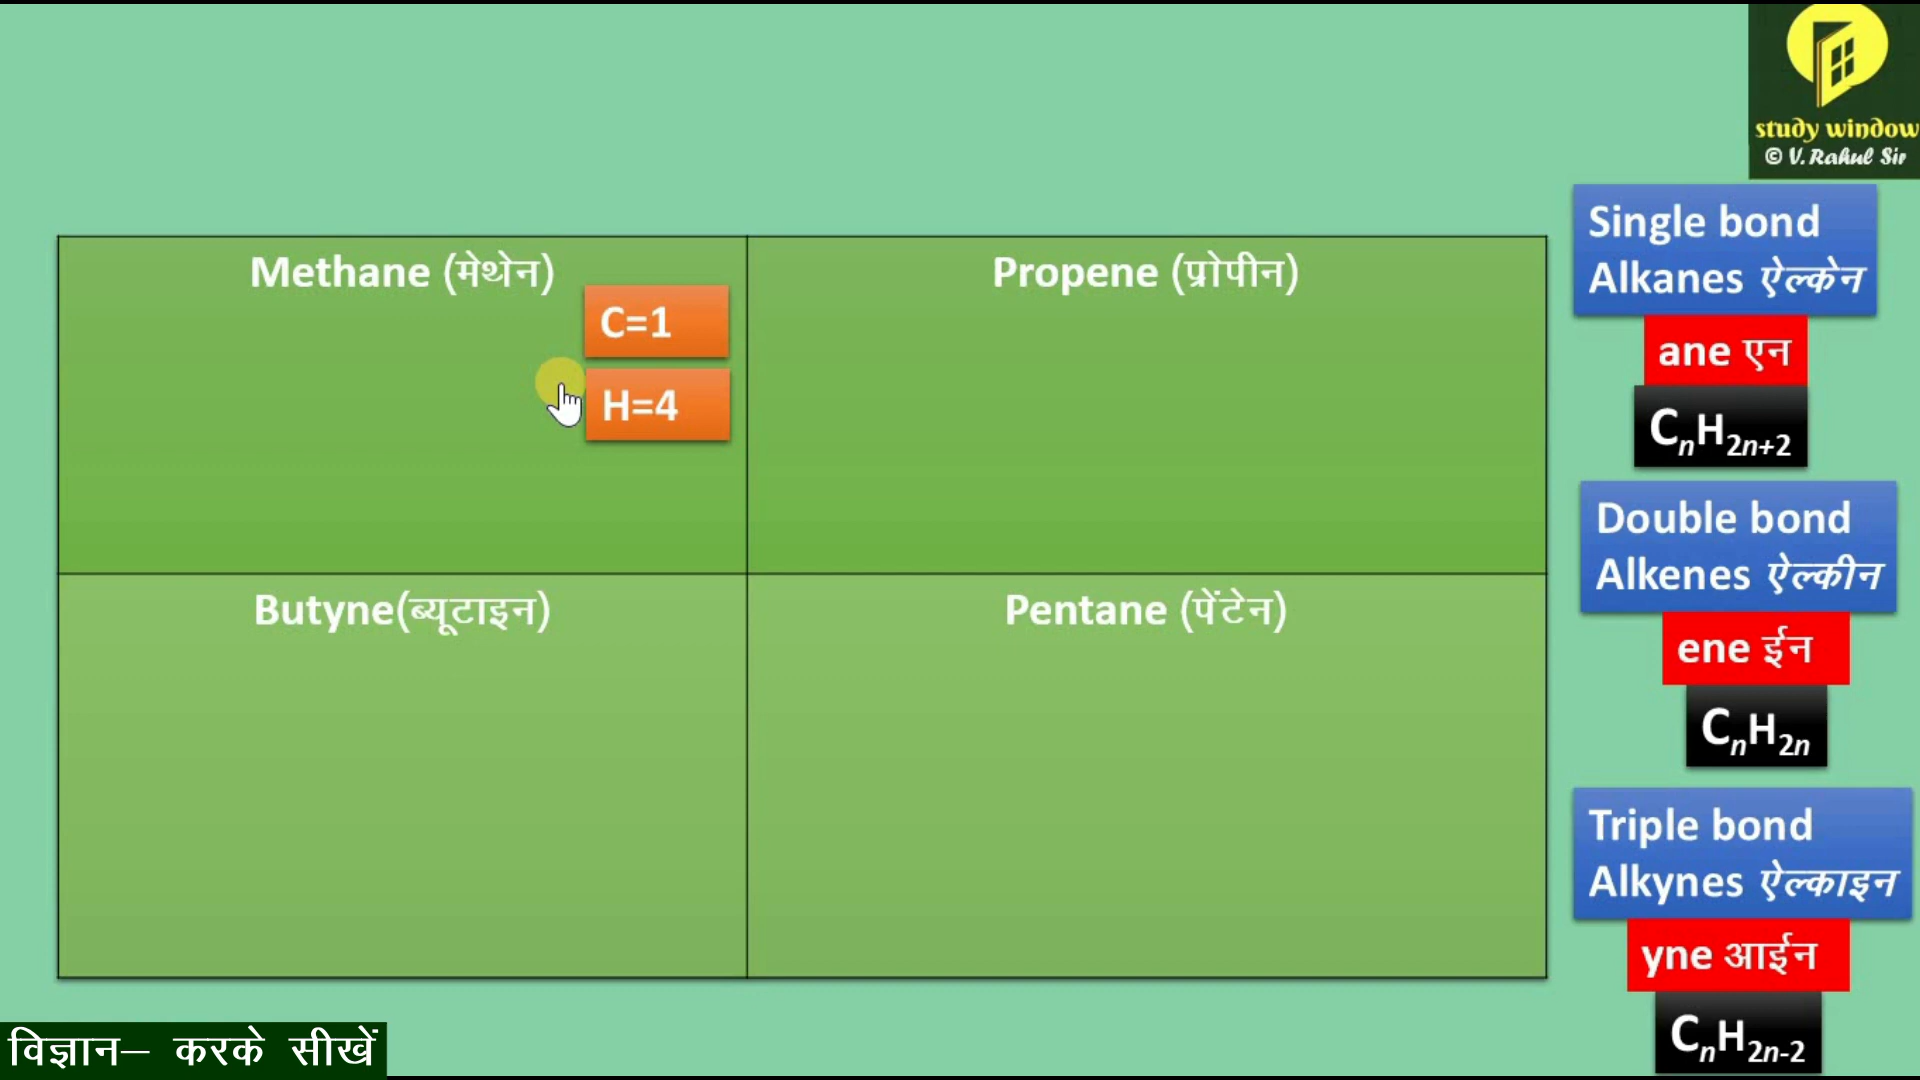 study window
© V. Rahul Sir
Methane (मेथेन)
C=1
H=4
Propene (प्रोपीन)
Butyne(ब्यूटाइन)
Pentane (पेंटेन)
Single bond
Alkanes ऐल्केन
ane एन
CnH2n+2
Double bond
Alkenes ऐल्कीन
ene ईन
CnH2n
Triple bond
Alkynes ऐल्काइन
yne आईन
CnH2n-2
विज्ञान– करके सीखें